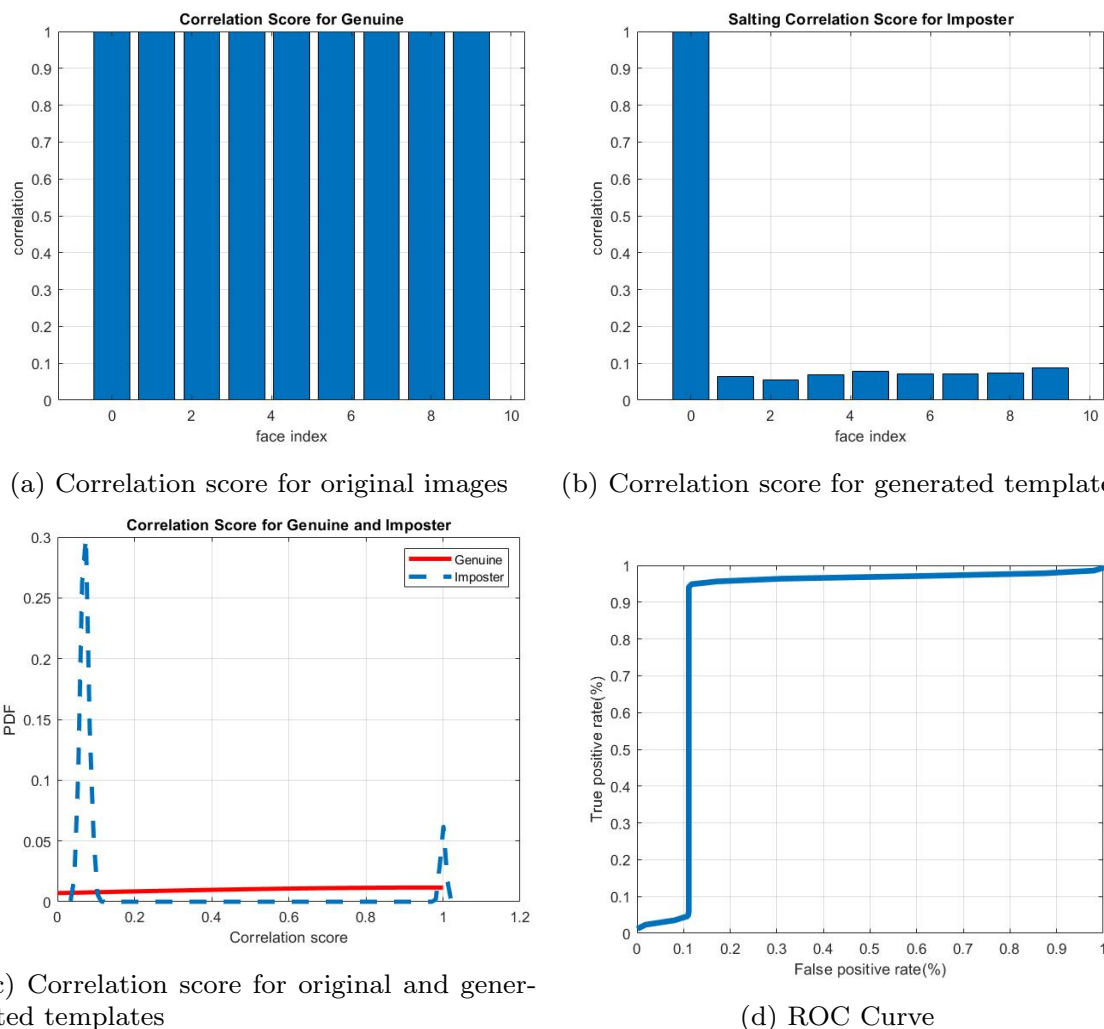 Correlation Score for Genuine
1
0.9
0.8
0.7
0.6
0.5
0.4
0.3
0.2
0.1
0
correlation
0 2 4 6 8 10
face index
(a) Correlation score for original images
Salting Correlation Score for Imposter
1
0.9
0.8
0.7
0.6
0.5
0.4
0.3
0.2
0.1
0
correlation
0 2 4 6 8 10
face index
(b) Correlation score for generated template
Correlation Score for Genuine and Imposter
0.3
0.25
0.2
0.15
0.1
0.05
0
PDF
Genuine
Imposter
0 0.2 0.4 0.6 0.8 1 1.2
Correlation score
c) Correlation score for original and gener-
ted templates
1
0.9
0.8
0.7
0.6
0.5
0.4
0.3
0.2
0.1
0
True positive rate(%)
0 0.1 0.2 0.3 0.4 0.5 0.6 0.7 0.8 0.9 1
False positive rate(%)
(d) ROC Curve